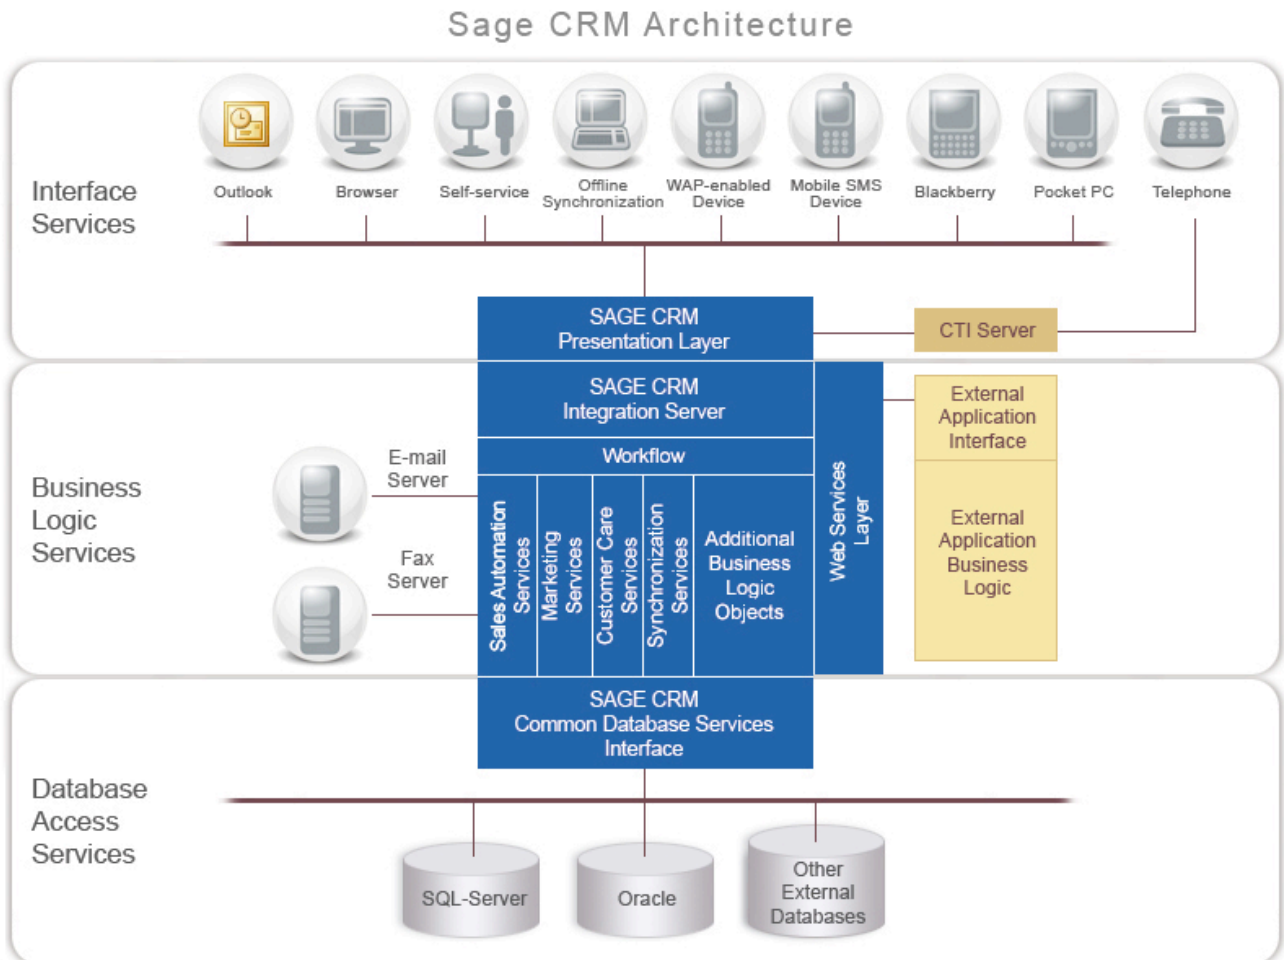 Sage CRM Architecture
Interface
Services
Outlook
Browser
Self-service
Offline
Synchronization
WAP-enabled
Device
Mobile SMS
Device
Blackberry
Pocket PC
Telephone
SAGE CRM
Presentation Layer
CTI Server
Business
Logic
Services
E-mail
Server
Fax
Server
SAGE CRM
Integration Server
Workflow
Sales Automation
Services
Marketing
Services
Customer Care
Services
Synchronization
Services
Additional
Business
Logic
Objects
Web Services
Layer
External
Application
Interface
External
Application
Business
Logic
Database
Access
Services
SAGE CRM
Common Database Services
Interface
SQL-Server
Oracle
Other
External
Databases